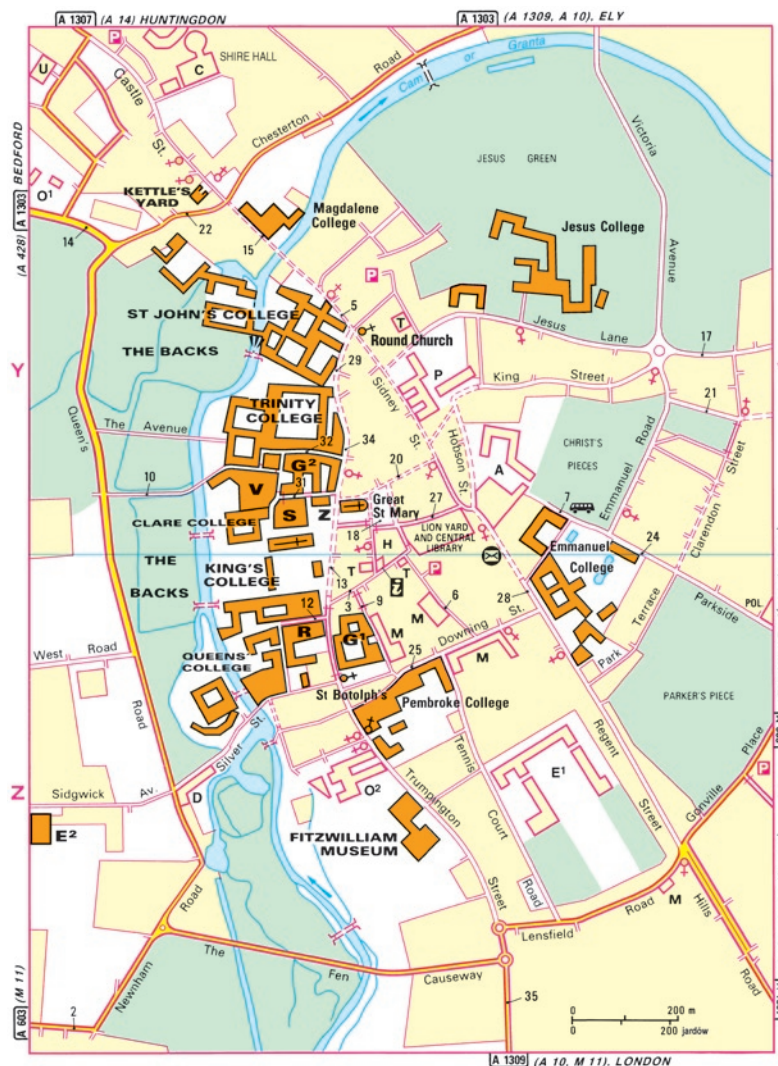 A 1307 (A 14) HUNTINGDON
A 1303 (A 1309, A 10), ELY
P
SHIRE HALL
U
C
Castle
St.
Chesterton
Road
Cam or Granta
Victoria
Avenue
JESUS GREEN
(A 428) A 1303 BEDFORD
O1
KETTLE'S
YARD
14
22
15
Magdalene
College
Jesus College
P
ST JOHN'S COLLEGE
5
T
Round Church
Jesus Lane
17
THE BACKS
Y
29
Sidney
St.
P
King Street
21
Queen's
Road
The Avenue
TRINITY
COLLEGE
32
34
Hobson
St.
CHRIST'S
PIECES
Emmanuel
Road
Clarendon
Street
G2
20
A
10
31
V
S
Z
Great
St Mary
27
7
24
CLARE COLLEGE
18
LION YARD
AND CENTRAL
LIBRARY
H
Emmanuel
College
KING'S
COLLEGE
THE
BACKS
T
T
P
13
3
9
6
28
Terrace
Park
Parkside
POL.
12
R
G1
M
M
Downing St.
West Road
QUEENS'
COLLEGE
25
M
St Botolph's
Pembroke College
PARKER'S PIECE
Silver St.
Tennis
Court
Road
Regent
Street
Gonville
Place
P
Z
Sidgwick Av.
D
O2
E1
Trumpington
Street
E2
FITZWILLIAM
MUSEUM
M
Hills
Road
Lensfield Road
Newnham
Road
The Fen Causeway
A 603 (M 11)
2
35
0 200 m
0 200 jardów
A 1309 (A 10, M 11), LONDON